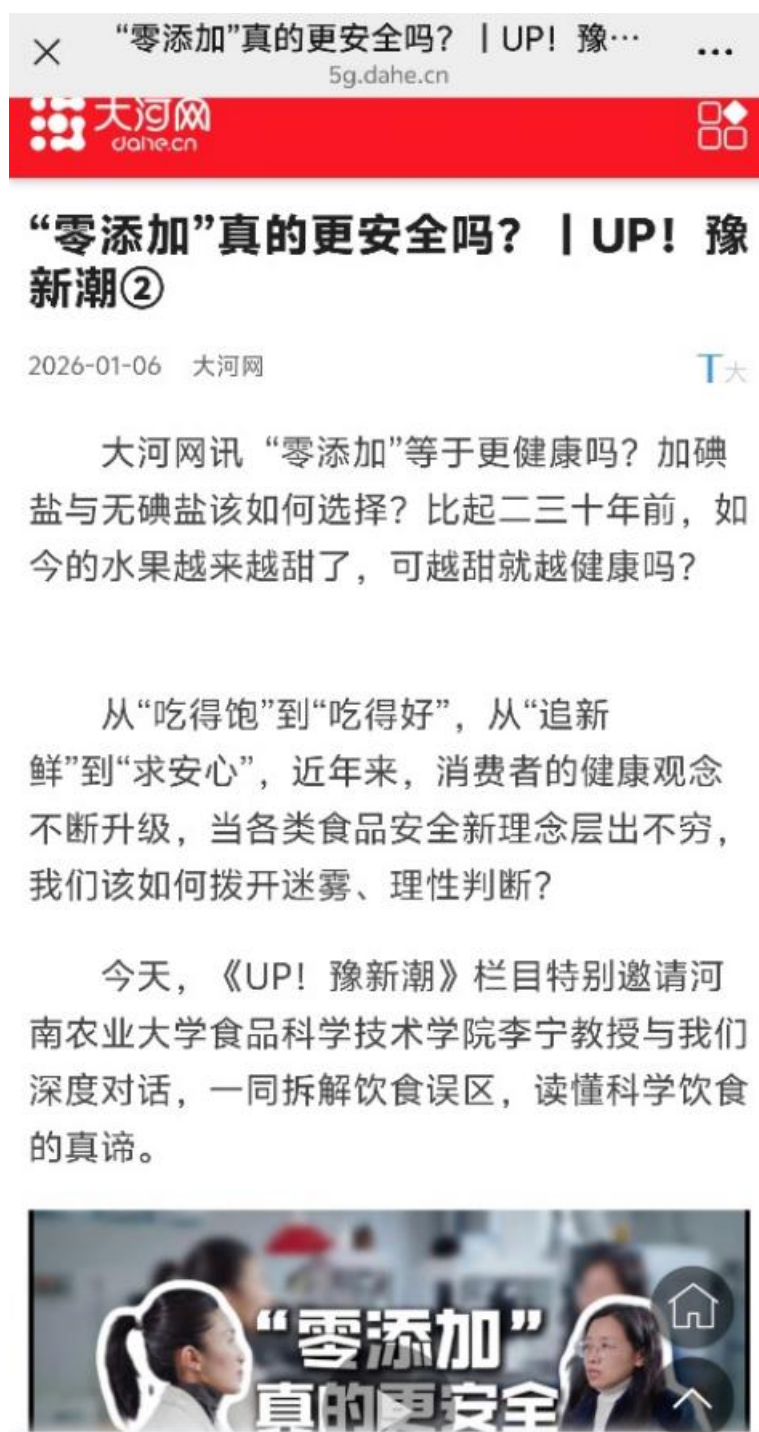 “零添加”真的更安全吗？丨UP！豫…
5g.dahe.cn
大河网
dahe.cn
“零添加”真的更安全吗？丨UP！豫
新潮②
2026-01-06 大河网
T大
大河网讯 “零添加”等于更健康吗？加碘
盐与无碘盐该如何选择？比起二三十年前，如
今的水果越来越甜了，可越甜就越健康吗？
从“吃得饱”到“吃得好”，从“追新
鲜”到“求安心”，近年来，消费者的健康观念
不断升级，当各类食品安全新理念层出不穷，
我们该如何拨开迷雾、理性判断？
今天，《UP！豫新潮》栏目特别邀请河
南农业大学食品科学技术学院李宁教授与我们
深度对话，一同拆解饮食误区，读懂科学饮食
的真谛。
“零添加”
真的更安全